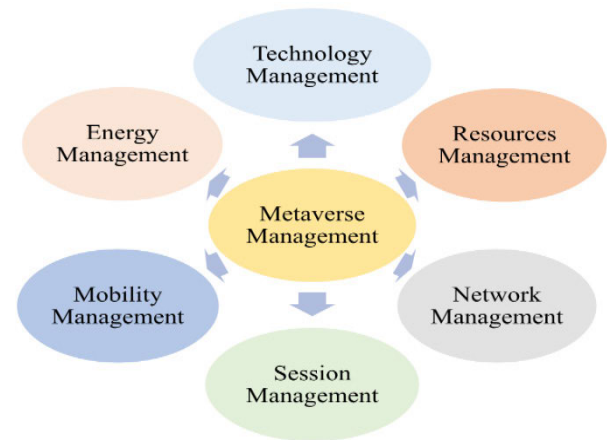 Technology
Management
Energy
Management
Resources
Management
Metaverse
Management
Mobility
Management
Network
Management
Session
Management